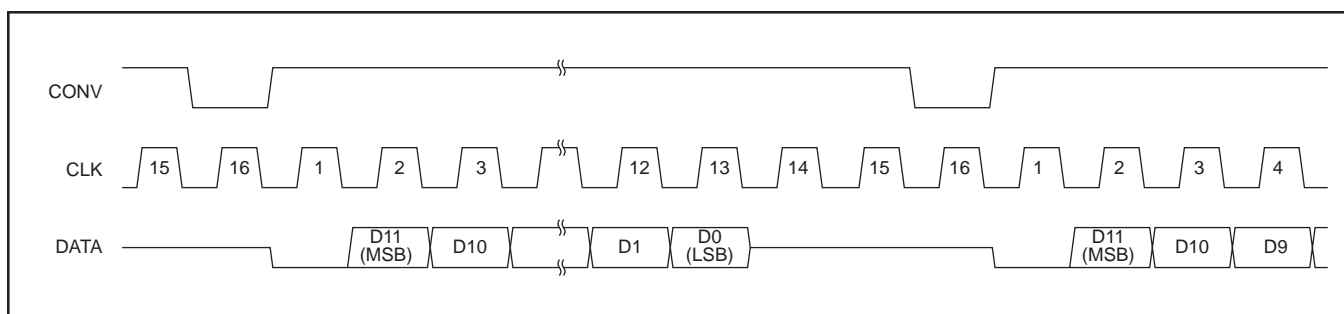 CONV
CLK 15 16 1 2 3 12 13 14 15 16 1 2 3 4
DATA D11 (MSB) D10 D1 D0 (LSB) D11 (MSB) D10 D9